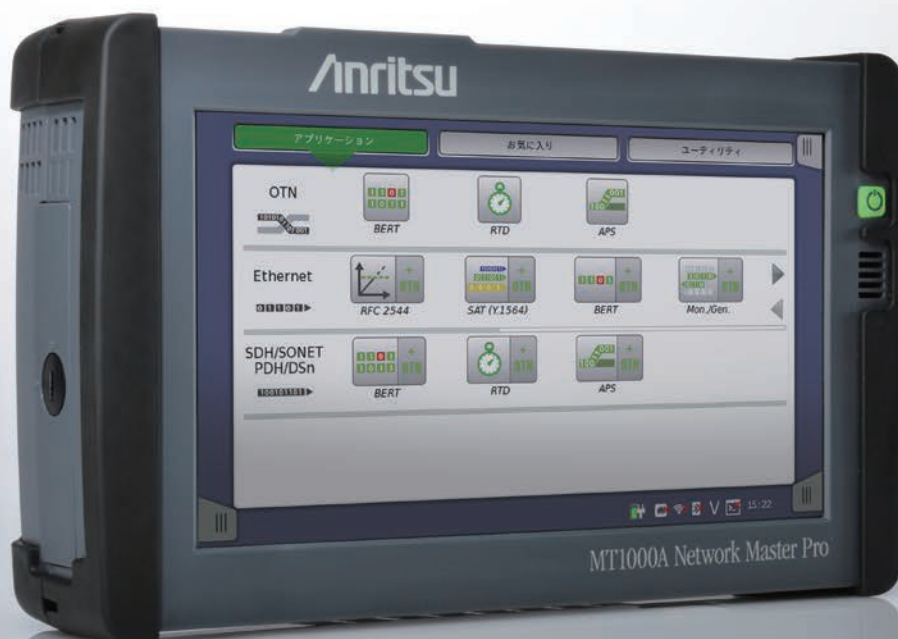 Anritsu
アプリケーション
お気に入り
ユーティリティ
OTN
BERT
RTD
APS
Ethernet
RFC 2544
SAT (Y.1564)
BERT
Mon./Gen.
SDH/SONET
PDH/DSn
BERT
RTD
APS
15:22
MT1000A Network Master Pro